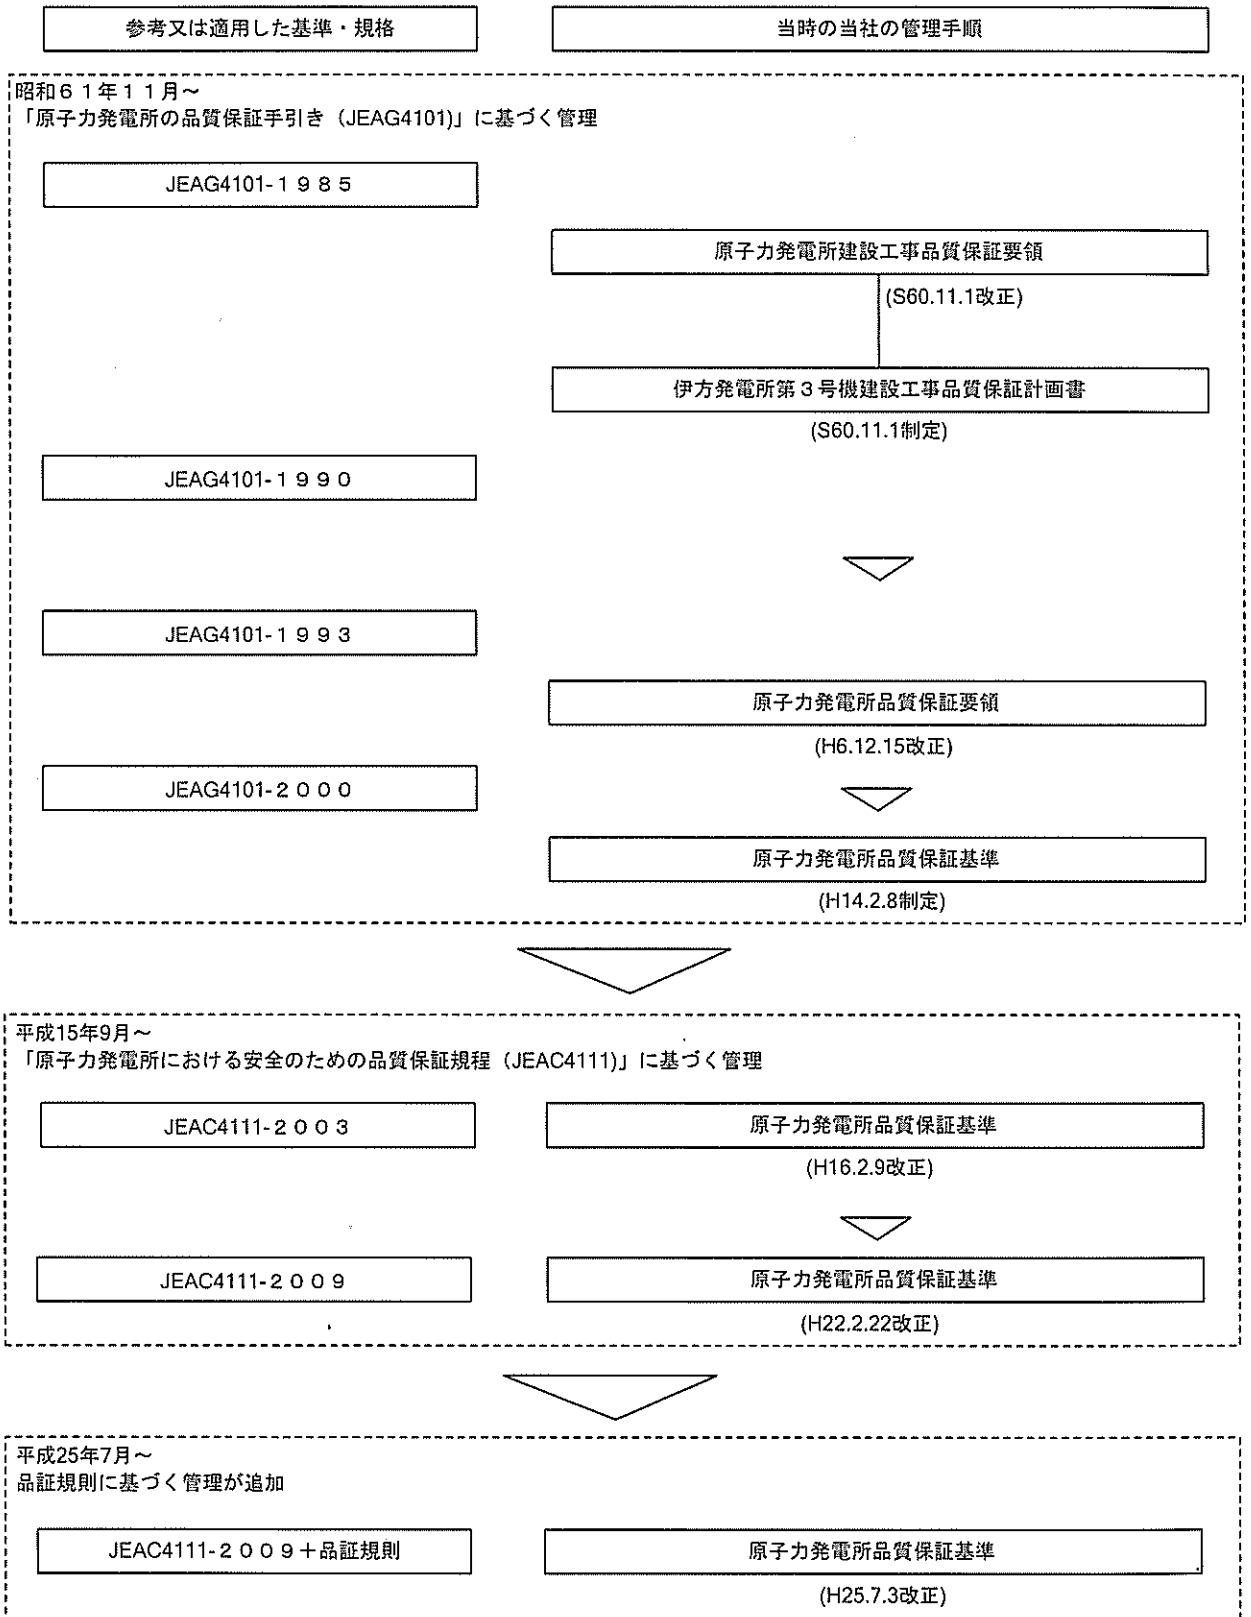 参考又は適用した基準・規格
当時の当社の管理手順
昭和61年11月~
「原子力発電所の品質保証手引き(JEAG4101)」に基づく管理
JEAG4101-1985
原子力発電所建設工事品質保証要領
(S60.11.1改正)
伊方発電所第3号機建設工事品質保証計画書
(S60.11.1制定)
JEAG4101-1990
JEAG4101-1993
原子力発電所品質保証要領
(H6.12.15改正)
JEAG4101-2000
原子力発電所品質保証基準
(H14.2.8制定)
平成15年9月~
「原子力発電所における安全のための品質保証規程(JEAC4111)」に基づく管理
JEAC4111-2003
原子力発電所品質保証基準
(H16.2.9改正)
JEAC4111-2009
原子力発電所品質保証基準
(H22.2.22改正)
平成25年7月~
品証規則に基づく管理が追加
JEAC4111-2009+品証規則
原子力発電所品質保証基準
(H25.7.3改正)